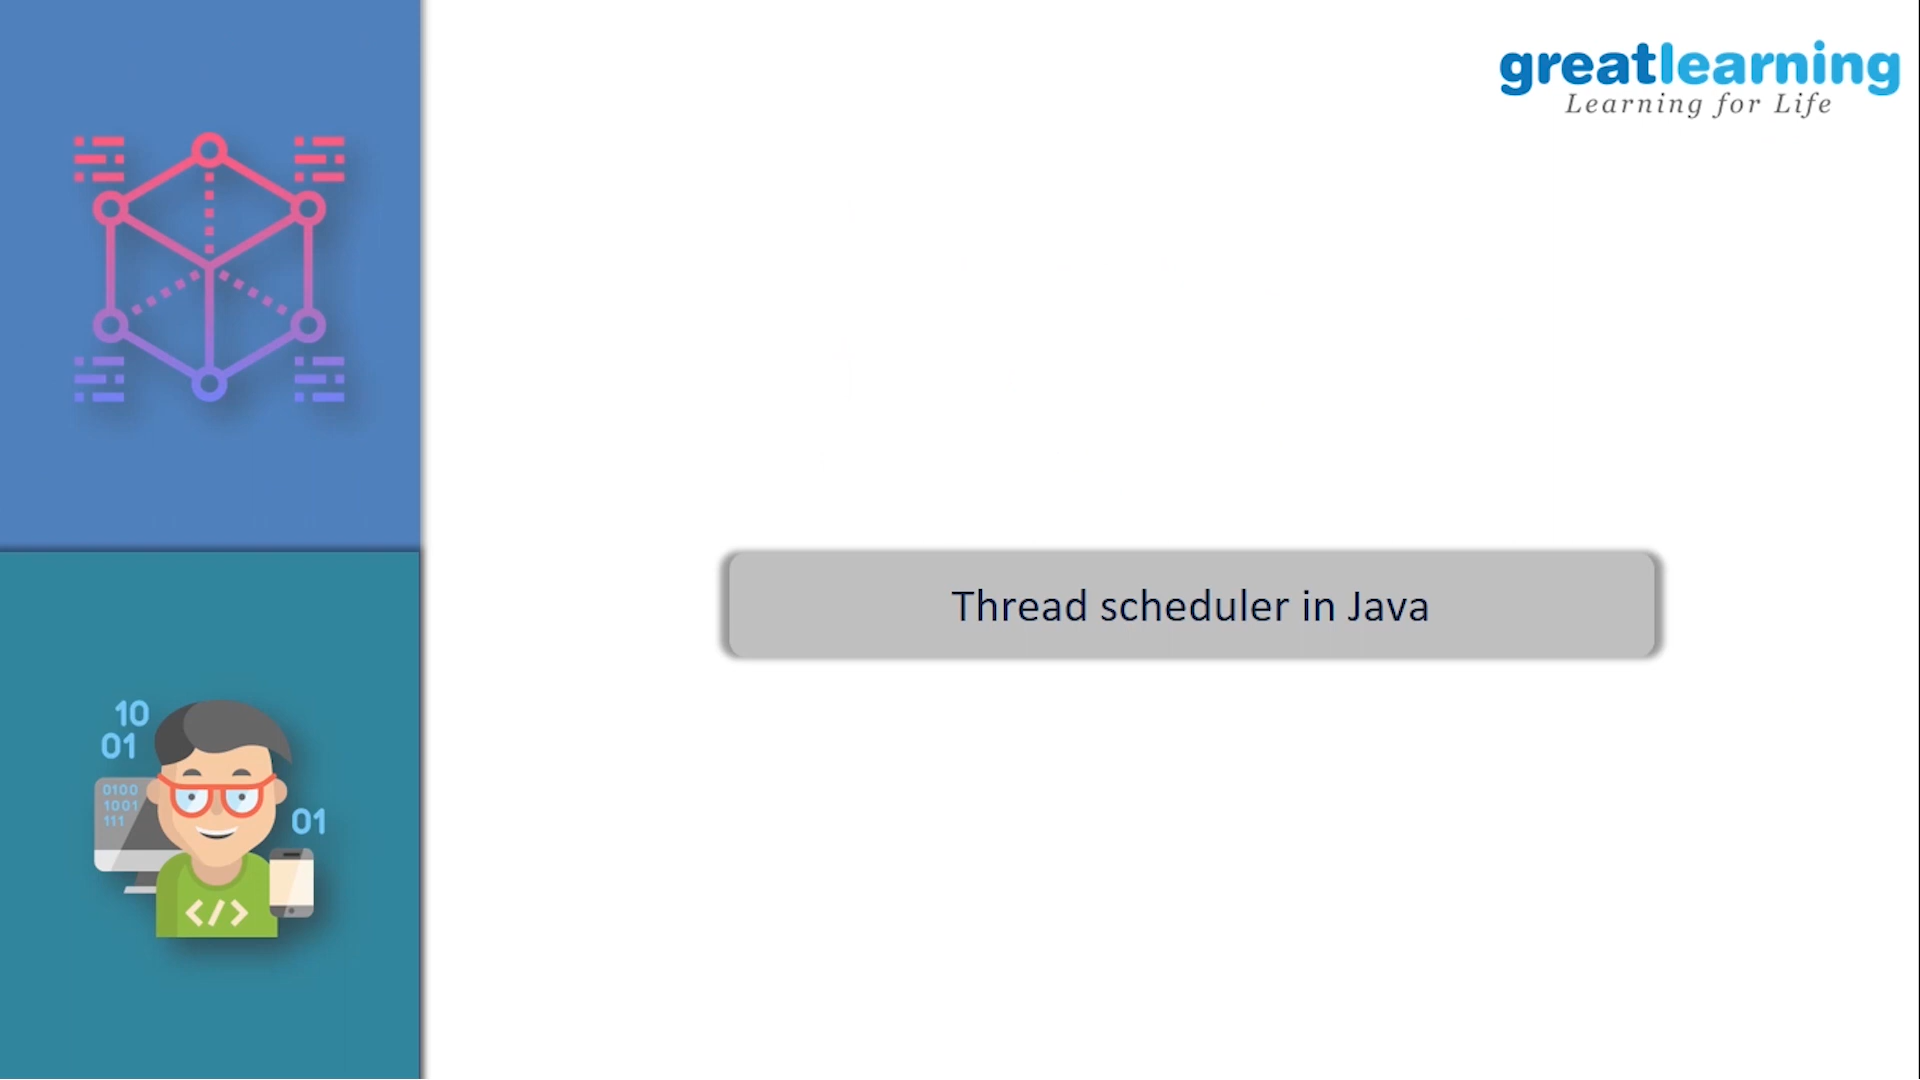 greatlearning
Learning for Life
Thread scheduler in Java
10
01
0100
1001
111
01
</>